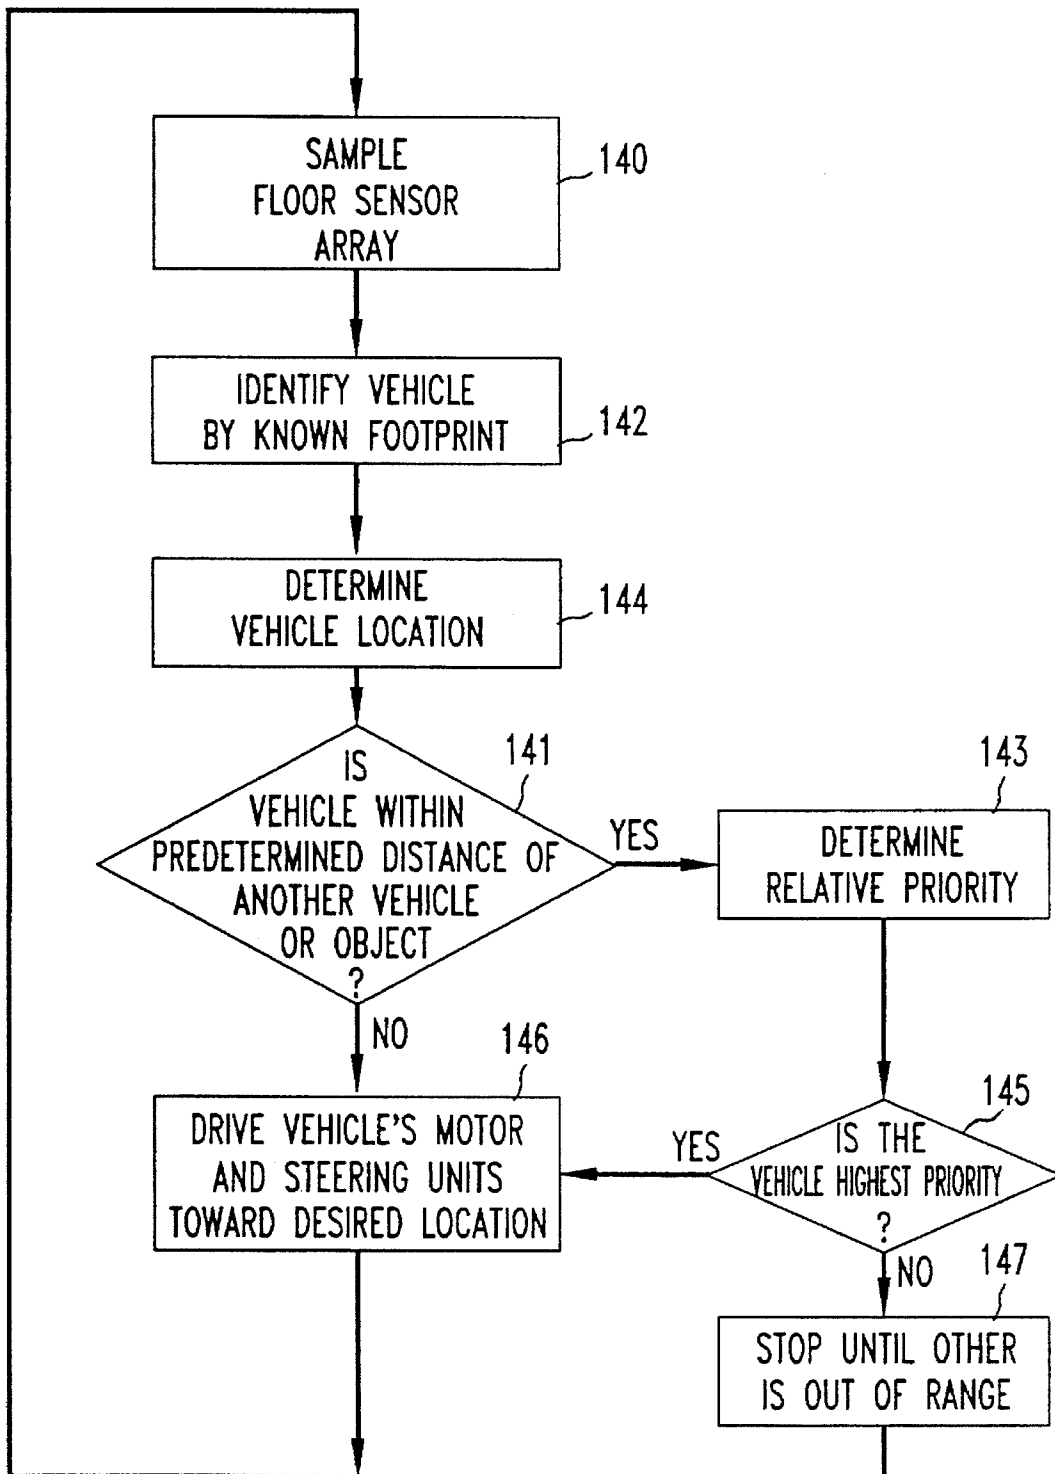 SAMPLE
FLOOR SENSOR
ARRAY
140
IDENTIFY VEHICLE
BY KNOWN FOOTPRINT
142
DETERMINE
VEHICLE LOCATION
144
IS
VEHICLE WITHIN
PREDETERMINED DISTANCE OF
ANOTHER VEHICLE
OR OBJECT
?
141
YES
143
DETERMINE
RELATIVE PRIORITY
NO
146
DRIVE VEHICLE'S MOTOR
AND STEERING UNITS
TOWARD DESIRED LOCATION
YES
145
IS THE
VEHICLE HIGHEST PRIORITY
?
NO
147
STOP UNTIL OTHER
IS OUT OF RANGE